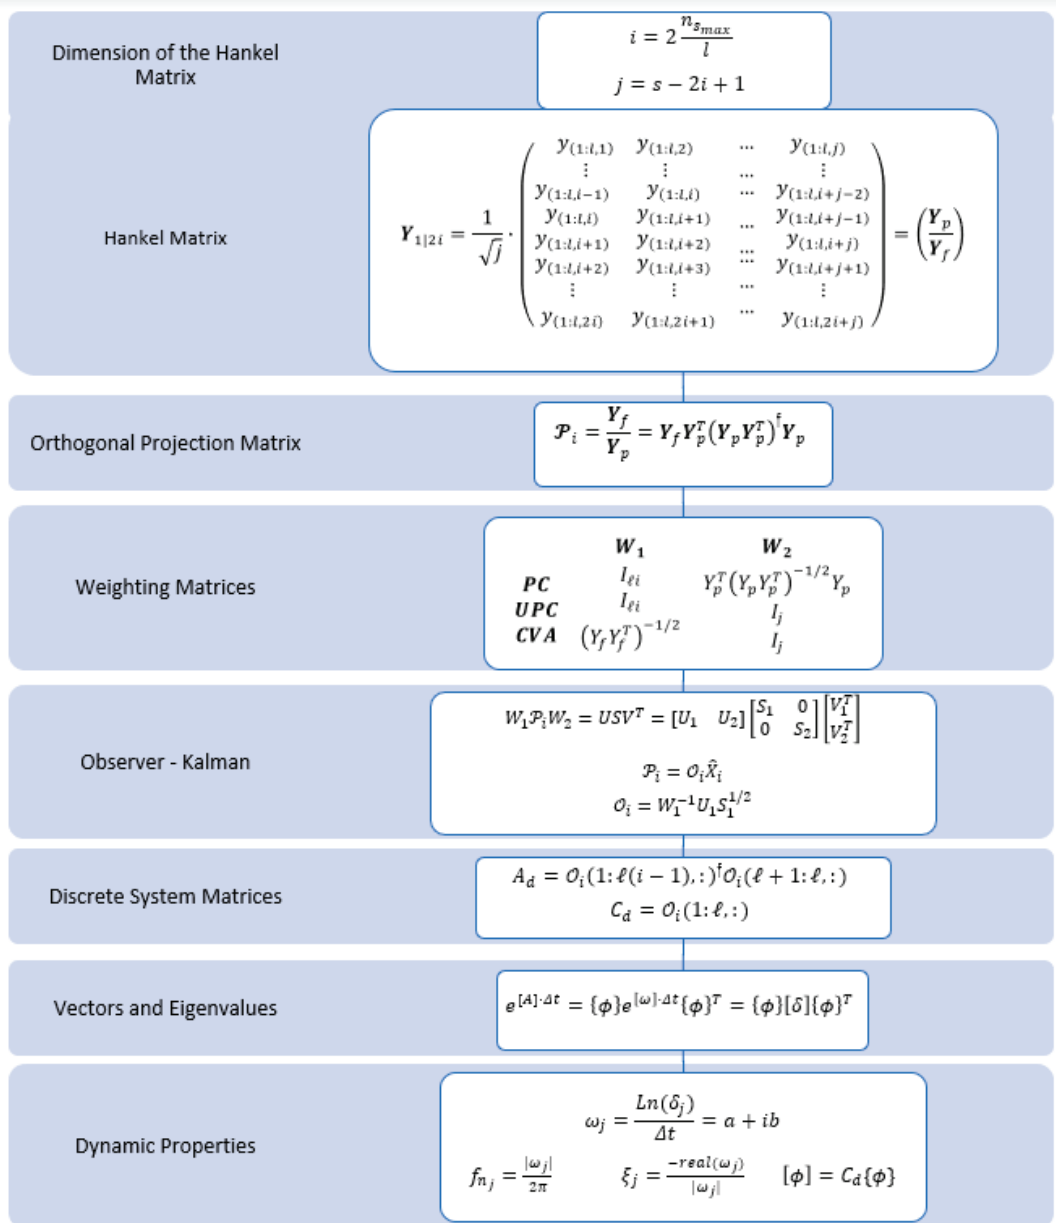 Dimension of the Hankel
Matrix
i = 2 n_{s_{max}} / l
j = s − 2i + 1
Hankel Matrix
Y_{1|2i} = 1/√j · ( y_{(1:l,1)} y_{(1:l,2)} ... y_{(1:l,j)}
⋮ ⋮ ... ⋮
y_{(1:l,i−1)} y_{(1:l,i)} ... y_{(1:l,i+j−2)}
y_{(1:l,i)} y_{(1:l,i+1)} ... y_{(1:l,i+j−1)}
y_{(1:l,i+1)} y_{(1:l,i+2)} ... y_{(1:l,i+j)}
y_{(1:l,i+2)} y_{(1:l,i+3)} ... y_{(1:l,i+j+1)}
⋮ ⋮ ... ⋮
y_{(1:l,2i)} y_{(1:l,2i+1)} ... y_{(1:l,2i+j)} ) = (Y_p / Y_f)
Orthogonal Projection Matrix
𝒫_i = Y_f / Y_p = Y_f Y_p^T (Y_p Y_p^T)^† Y_p
Weighting Matrices
W_1 W_2
PC I_{ℓi} Y_p^T (Y_p Y_p^T)^{−1/2} Y_p
UPC I_{ℓi} I_j
CVA (Y_f Y_f^T)^{−1/2} I_j
Observer - Kalman
W_1 𝒫_i W_2 = USV^T = [U_1 U_2] [S_1 0; 0 S_2] [V_1^T; V_2^T]
𝒫_i = 𝒪_i X̂_i
𝒪_i = W_1^{−1} U_1 S_1^{1/2}
Discrete System Matrices
A_d = 𝒪_i(1: ℓ(i − 1), : )^† 𝒪_i(ℓ + 1: ℓ, : )
C_d = 𝒪_i(1: ℓ, : )
Vectors and Eigenvalues
e^{[A]·Δt} = {ϕ}e^{[ω]·Δt}{ϕ}^T = {ϕ}[δ]{ϕ}^T
Dynamic Properties
ω_j = Ln(δ_j) / Δt = a + ib
f_{n_j} = |ω_j| / 2π ξ_j = −real(ω_j) / |ω_j| [ϕ] = C_d{ϕ}